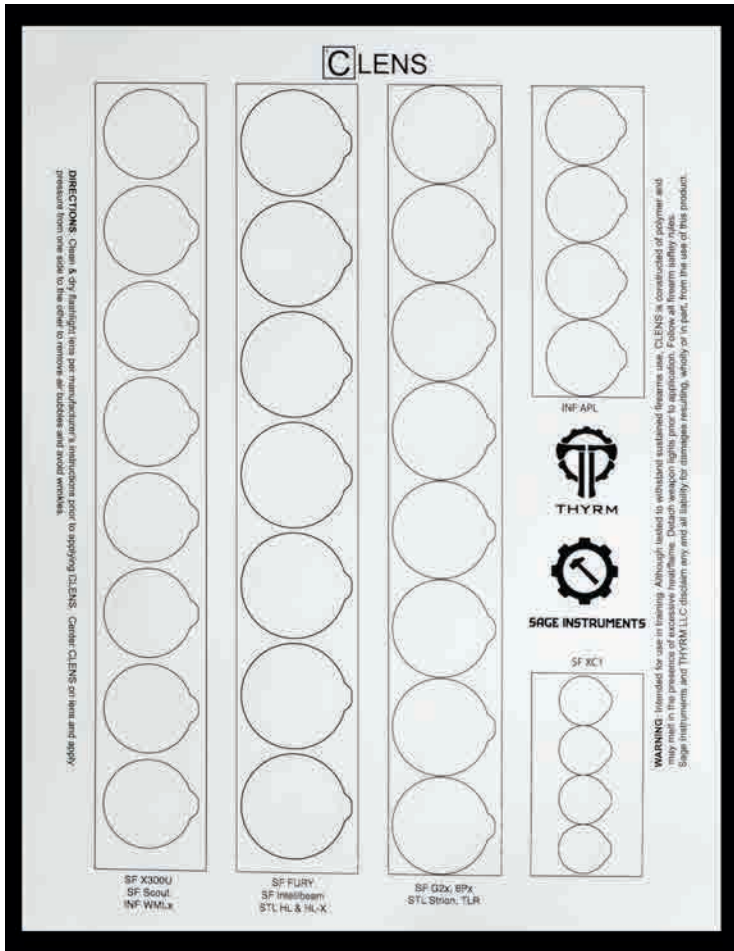 CLENS
DIRECTIONS: Clean & dry flashlight lens per manufacturer's instructions prior to applying CLENS. Center CLENS on lens and apply
pressure from one side to the other to remove air bubbles and avoid wrinkles.
SF X300U
SF Scout
INF WMLx
SF FURY
SF Intellibeam
STL HL & HL-X
SF G2x, 6Px
STL Strion, TLR
INF APL
THYRM
SAGE INSTRUMENTS
SF XC1
WARNING: Intended for use in training. Although tested to withstand sustained firearms use, CLENS is constructed of polymer and
may melt in the presence of excessive heat/flame. Detach weapon lights prior to application. Follow all firearm saftey rules.
Sage Instruments and THYRM LLC disclaim any and all liability for damages resulting, wholly or in part, from the use of this product.